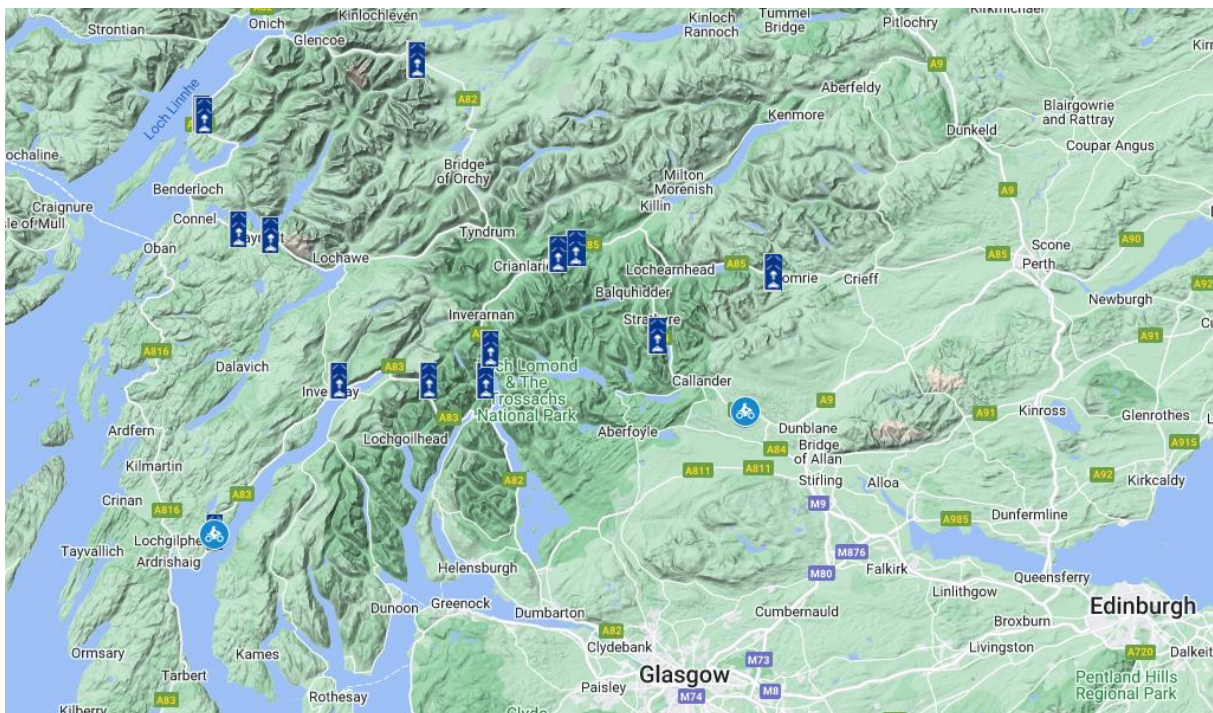 A82
Kinlochleven
Strontian
Onich
Glencoe
Kinloch
Rannoch
Tummel
Bridge
Pitlochry
Kirkmichael
A9
Loch Linnhe
A82
Aberfeldy
Kenmore
Blairgowrie
and Rattray
Dunkeld
Coupar Angus
Bridge
of Orchy
Milton
Morenish
Benderloch
Craignure
Connel
Killin
A9
Oban
Tyndrum
85
Scone
A90
Lochawe
Lochearnhead
A85
Crieff
A85
Perth
Balquhidder
Newburgh
A92
Inverarnan
A816
A91
Dalavich
A83
Loch Lomond
& The
Trossachs
National Park
Callander
A9
A91
Kinross
Glenrothes
A83
Ardfern
Lochgoilhead
Aberfoyle
Dunblane
A84
Bridge
of Allan
A915
Kilmartin
A811
A811
A92
Kirkcaldy
Crinan
A83
A82
Stirling
Alloa
A816
M9
A985
Dunfermline
Tayvallich
Ardrishaig
M876
Helensburgh
M80
Falkirk
Queensferry
Linlithgow
Edinburgh
Dunoon
Greenock
Dumbarton
Cumbernauld
Broxburn
A82
Clydebank
Livingston
A720
Ormsary
Kames
M73
Tarbert
Glasgow
Pentland Hills
Regional Park
A83
Rothesay
Paisley
M74
M8
Kilberry